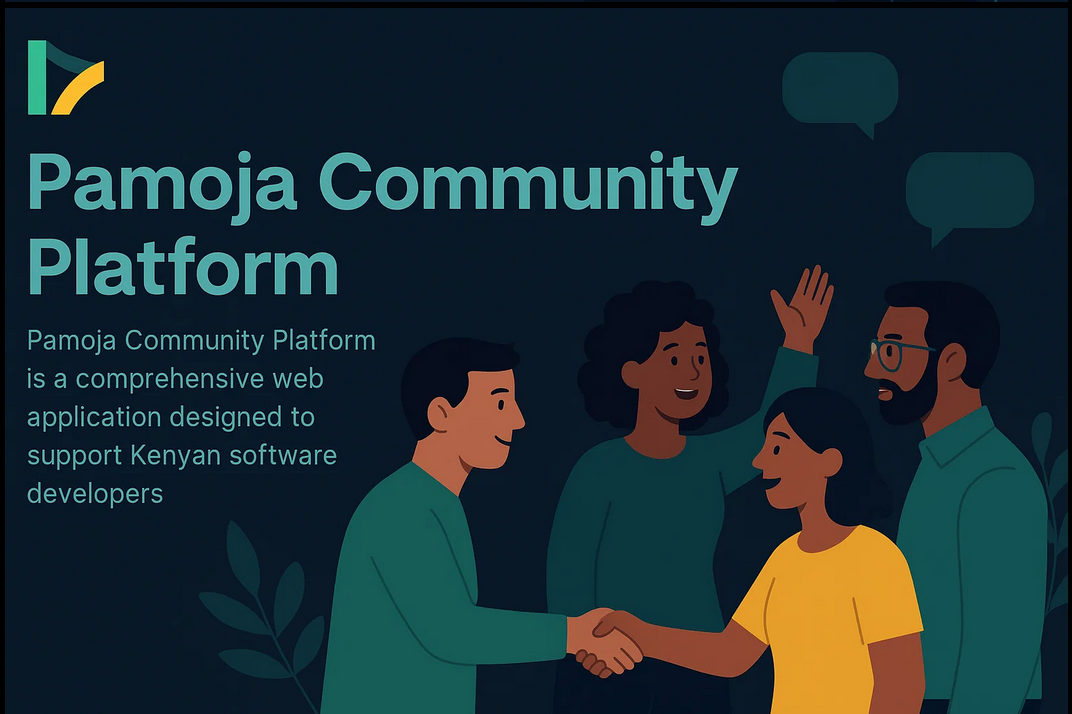 Pamoja Community
Platform
Pamoja Community Platform
is a comprehensive web
application designed to
support Kenyan software
developers